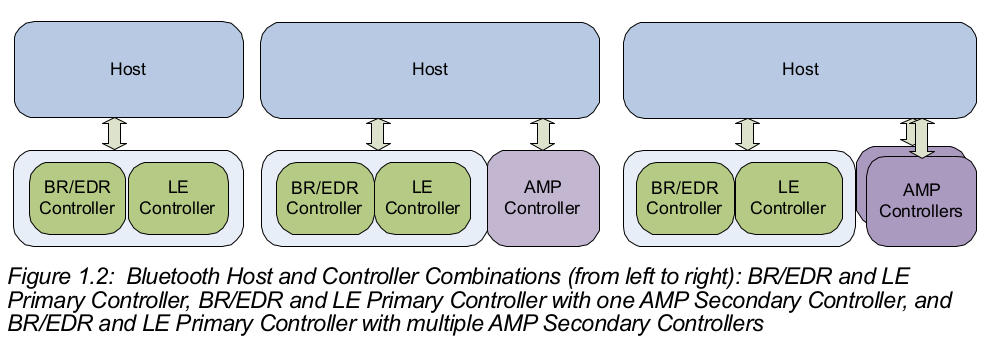 Host
Host
Host
BR/EDR
Controller
LE
Controller
BR/EDR
Controller
LE
Controller
AMP
Controller
BR/EDR
Controller
LE
Controller
AMP
Controllers
Figure 1.2: Bluetooth Host and Controller Combinations (from left to right): BR/EDR and LE
Primary Controller, BR/EDR and LE Primary Controller with one AMP Secondary Controller, and
BR/EDR and LE Primary Controller with multiple AMP Secondary Controllers